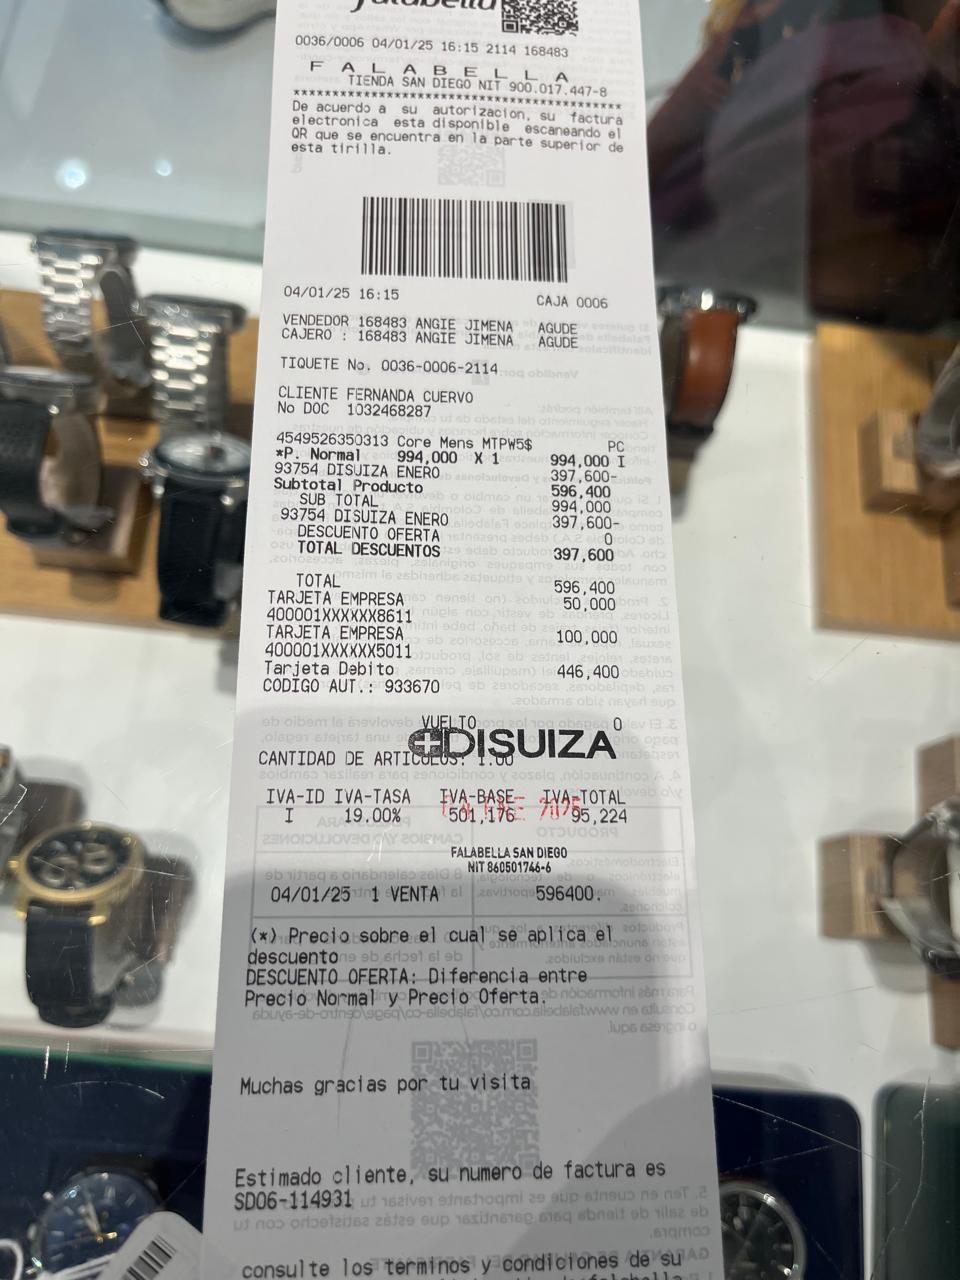 falabella
0036/0006 04/01/25 16:15 2114 168483
F A L A B E L L A
TIENDA SAN DIEGO NIT 900.017.447-8
****************************************
De acuerdo a su autorizacion, su factura
electronica esta disponible escaneando el
QR que se encuentra en la parte superior de
esta tirilla.
04/01/25 16:15 CAJA 0006
VENDEDOR 168483 ANGIE JIMENA AGUDE
CAJERO : 168483 ANGIE JIMENA AGUDE
TIQUETE No. 0036-0006-2114
CLIENTE FERNANDA CUERVO
No DOC 1032468287
4549526350313 Core Mens MTPW5$ PC
*P. Normal 994,000 X 1 994,000 I
93754 DISUIZA ENERO 397,600-
Subtotal Producto 596,400
SUB TOTAL 994,000
93754 DISUIZA ENERO 397,600-
DESCUENTO OFERTA 0
TOTAL DESCUENTOS 397,600
TOTAL 596,400
TARJETA EMPRESA 50,000
400001XXXXXX8611
TARJETA EMPRESA 100,000
400001XXXXXX5011
Tarjeta Debito 446,400
CODIGO AUT.: 933670
VUELTO 0
DISUIZA
CANTIDAD DE ARTICULOS: 1.00
IVA-ID IVA-TASA IVA-BASE IVA-TOTAL
I 19.00% 501,176 95,224
FALABELLA SAN DIEGO
NIT 860501746-6
04/01/25 1 VENTA 596400.
(*) Precio sobre el cual se aplica el
descuento
DESCUENTO OFERTA: Diferencia entre
Precio Normal y Precio Oferta.
Muchas gracias por tu visita
Estimado cliente, su numero de factura es
SD06-114931
consulte los terminos y condiciones de su